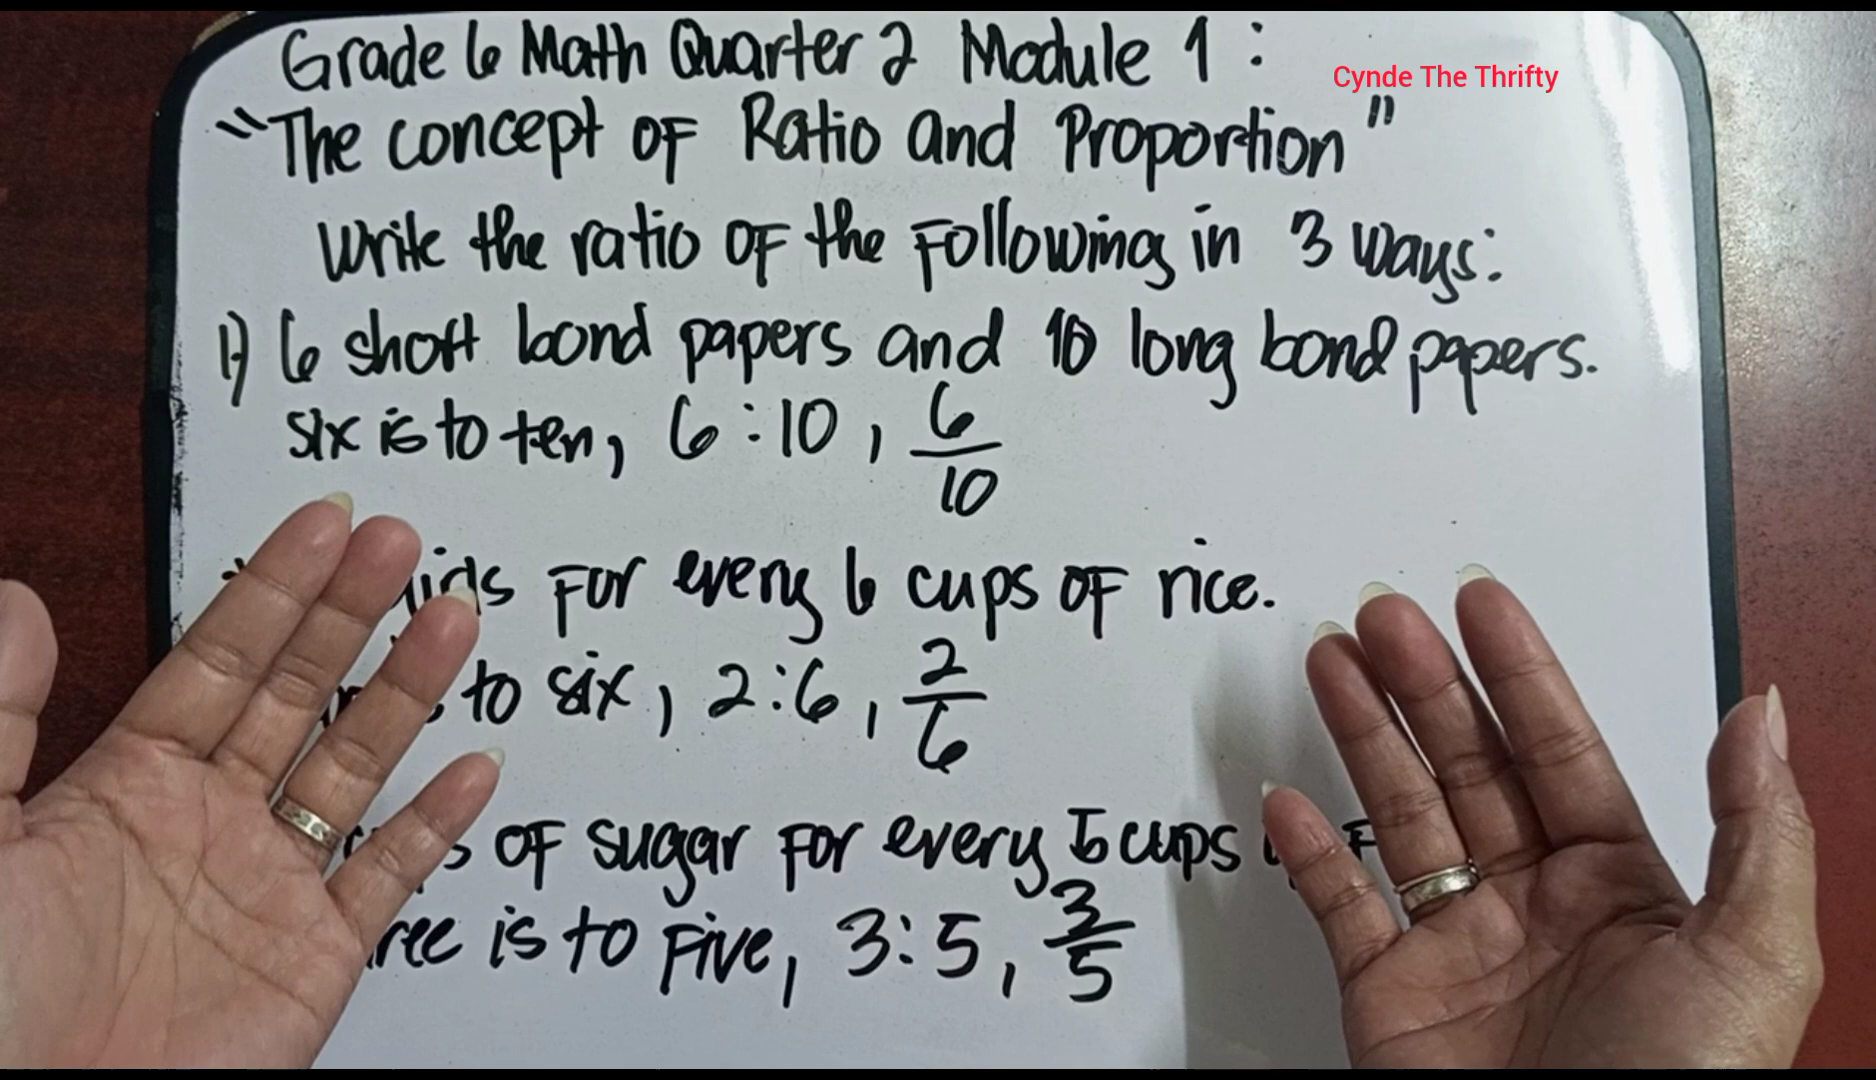 Grade 6 Math Quarter 2 Module 1 :
Cynde The Thrifty
"The concept of Ratio and Proportion"
Write the ratio of the following in 3 ways:
1) 6 short bond papers and 10 long bond papers.
six is to ten, 6 : 10 , 6/10
for every 6 cups of rice.
to six, 2:6, 2/6
of sugar for every 5 cups
is to five, 3:5, 3/5